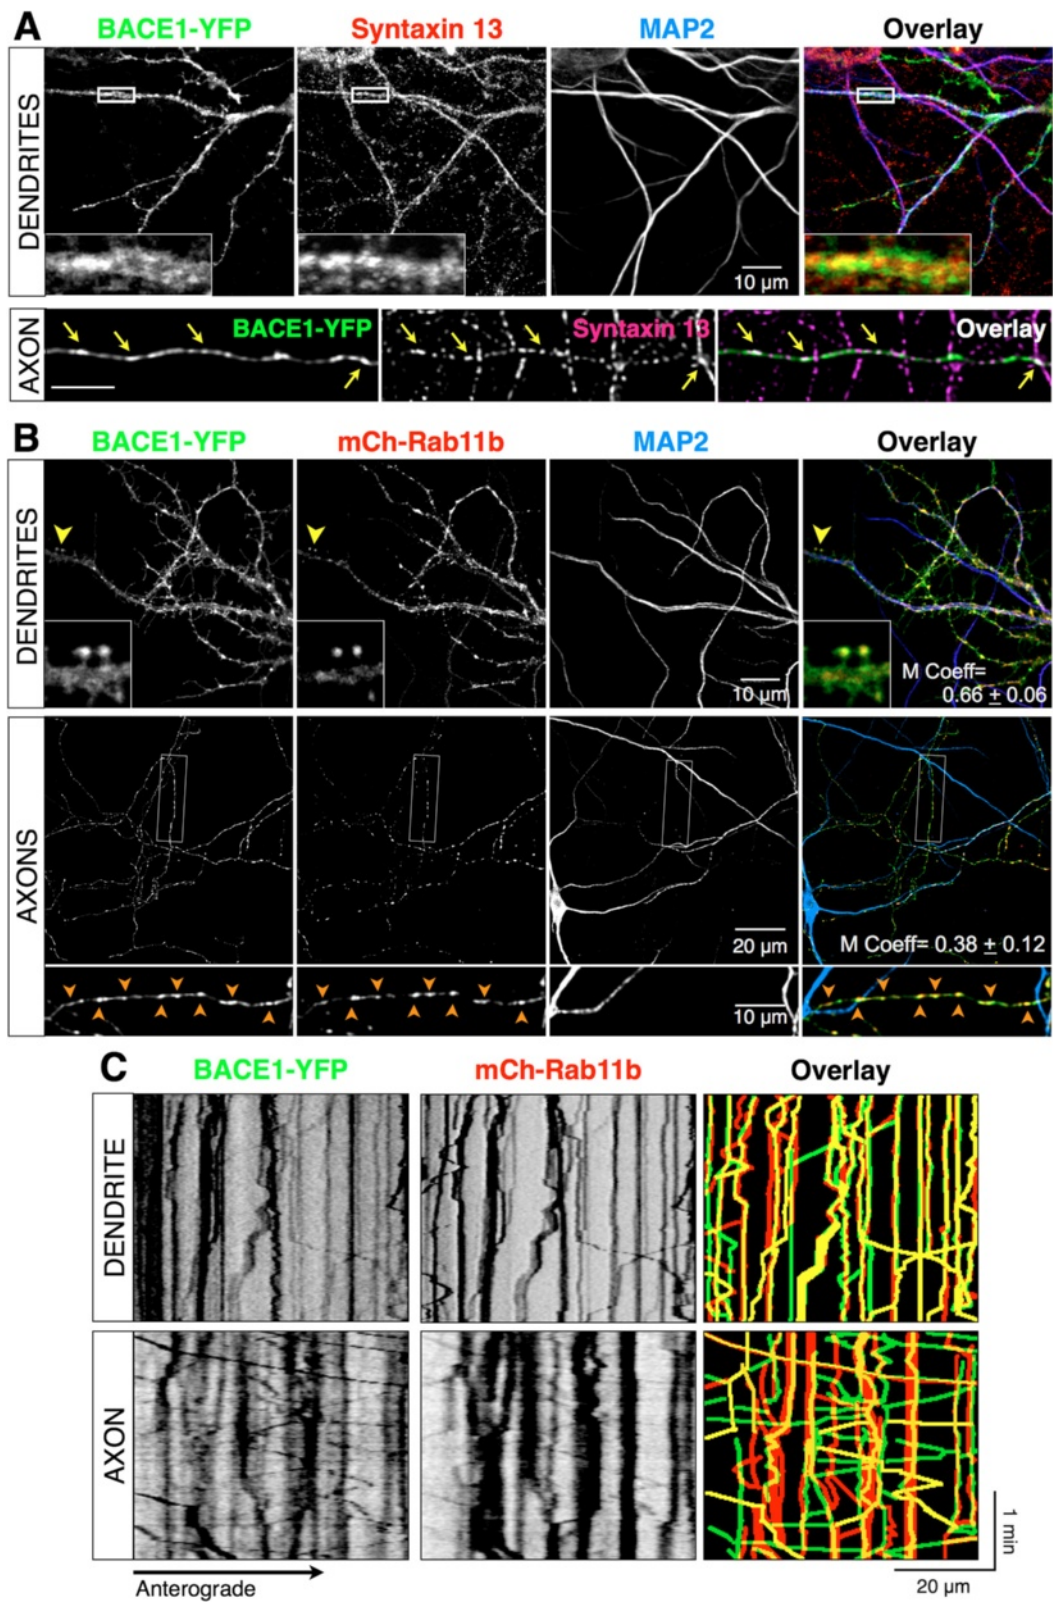 A
BACE1-YFP Syntaxin 13 MAP2 Overlay
DENDRITES
10 µm
AXON
BACE1-YFP Syntaxin 13 Overlay
B
BACE1-YFP mCh-Rab11b MAP2 Overlay
DENDRITES
10 µm
M Coeff=
0.66 ± 0.06
AXONS
20 µm
M Coeff= 0.38 ± 0.12
10 µm
C
BACE1-YFP mCh-Rab11b Overlay
DENDRITE
AXON
1 min
20 µm
Anterograde